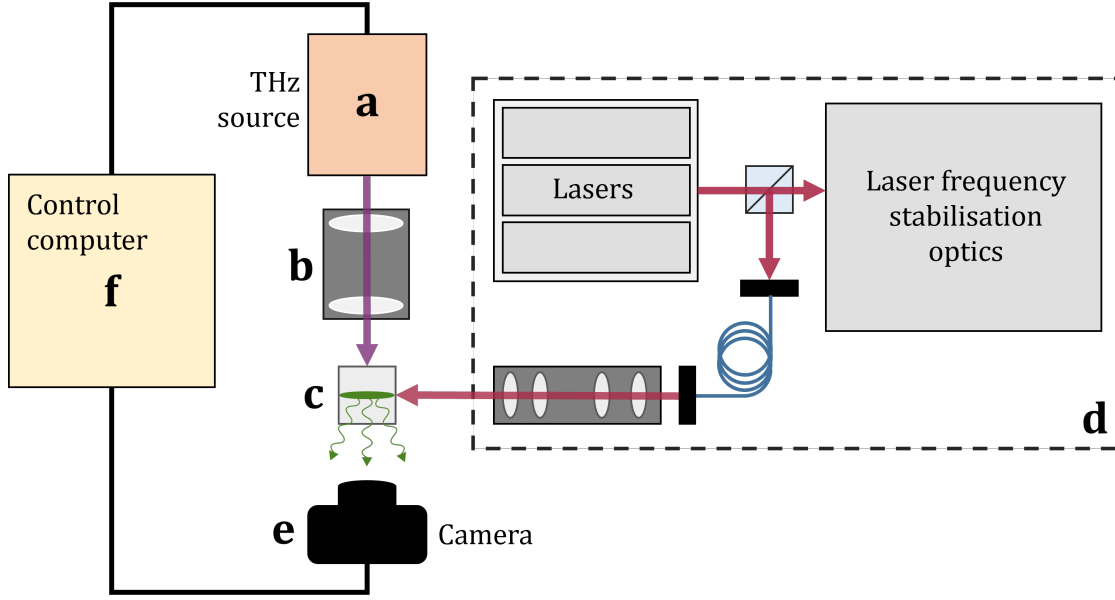 THz
source
a
Control
computer
f
b
c
Lasers
Laser frequency
stabilisation
optics
d
e
Camera